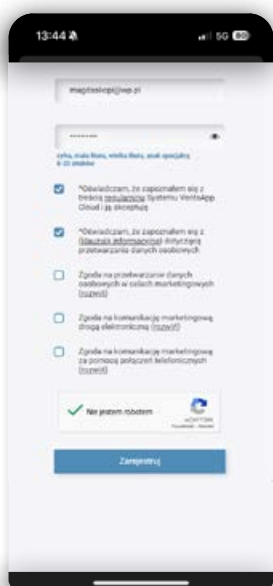 13:44
5G
cyfra, mała litera, wielka litera, znak specjalny
8-20 znaków
*Oświadczam, że zapoznałem się z
treścią regulaminu Systemu VentoApp
Cloud i ją akceptuję
*Oświadczam, że zapoznałem się z
(klauzulą informacyjną) dotyczącą
przetwarzania danych osobowych
Zgoda na przetwarzanie danych
osobowych w celach marketingowych
(rozwiń)
Zgoda na komunikację marketingową
drogą elektroniczną (rozwiń)
Zgoda na komunikację marketingową
za pomocą połączeń telefonicznych
(rozwiń)
Nie jestem robotem
reCAPTCHA
Zarejestruj